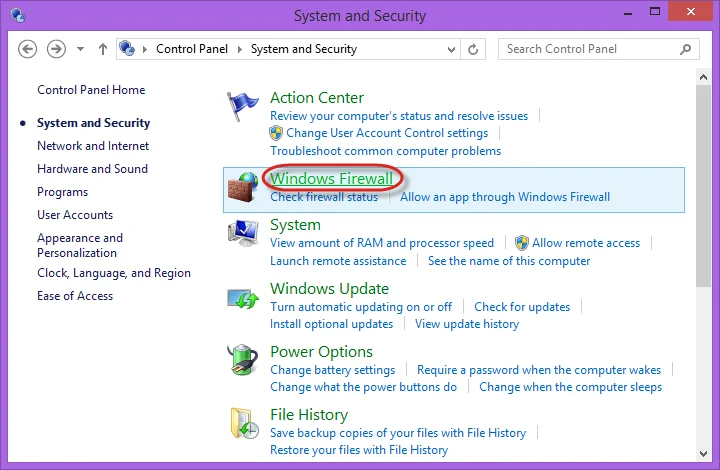 System and Security
Control Panel
System and Security
Search Control Panel
Control Panel Home
System and Security
Network and Internet
Hardware and Sound
Programs
User Accounts
Appearance and
Personalization
Clock, Language, and Region
Ease of Access
Action Center
Review your computer's status and resolve issues
Change User Account Control settings
Troubleshoot common computer problems
Windows Firewall
Check firewall status Allow an app through Windows Firewall
System
View amount of RAM and processor speed Allow remote access
Launch remote assistance See the name of this computer
Windows Update
Turn automatic updating on or off Check for updates
Install optional updates View update history
Power Options
Change battery settings Require a password when the computer wakes
Change what the power buttons do Change when the computer sleeps
File History
Save backup copies of your files with File History
Restore your files with File History